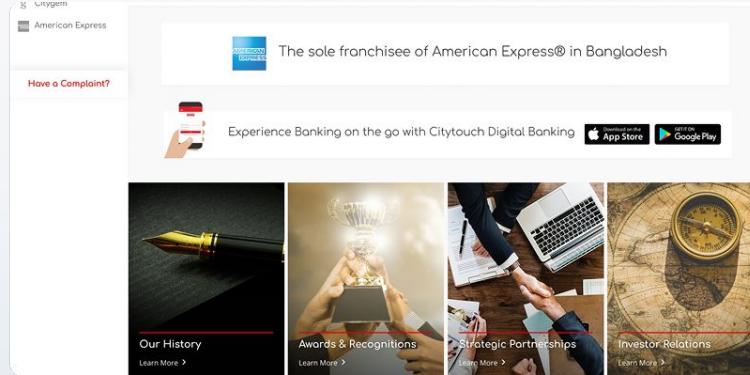 Citygem
American Express
Have a Complaint?
AMERICAN
EXPRESS
The sole franchisee of American Express® in Bangladesh
Experience Banking on the go with Citytouch Digital Banking
Download on the
App Store
GET IT ON
Google Play
Our History
Learn More
Awards & Recognitions
Learn More
Strategic Partnerships
Learn More
Investor Relations
Learn More